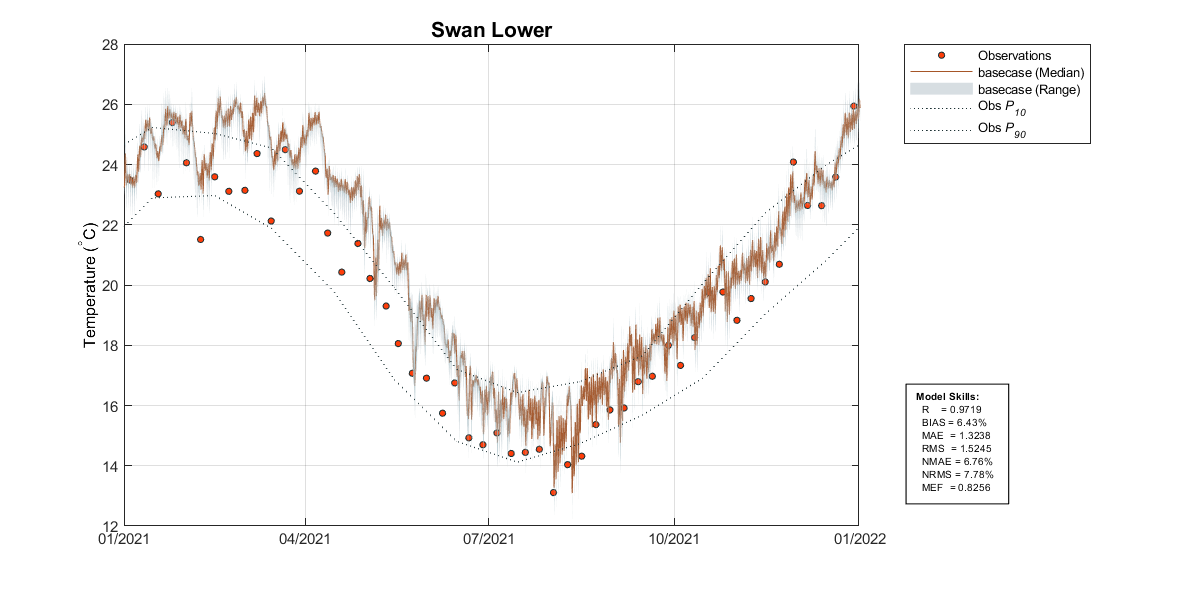 Swan Lower
28
26
24
22
20
18
16
14
12
Temperature (°C)
01/2021
04/2021
07/2021
10/2021
01/2022
Observations
basecase (Median)
basecase (Range)
Obs P10
Obs P90
Model Skills:
R = 0.9719
BIAS = 6.43%
MAE = 1.3238
RMS = 1.5245
NMAE = 6.76%
NRMS = 7.78%
MEF = 0.8256